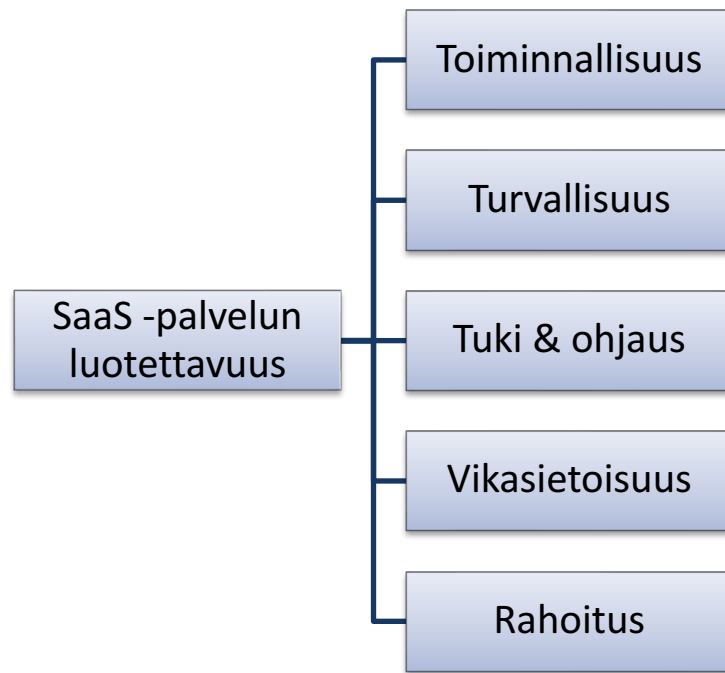 Toiminnallisuus
Turvallisuus
SaaS -palvelun
luotettavuus
Tuki & ohjaus
Vikasietoisuus
Rahoitus